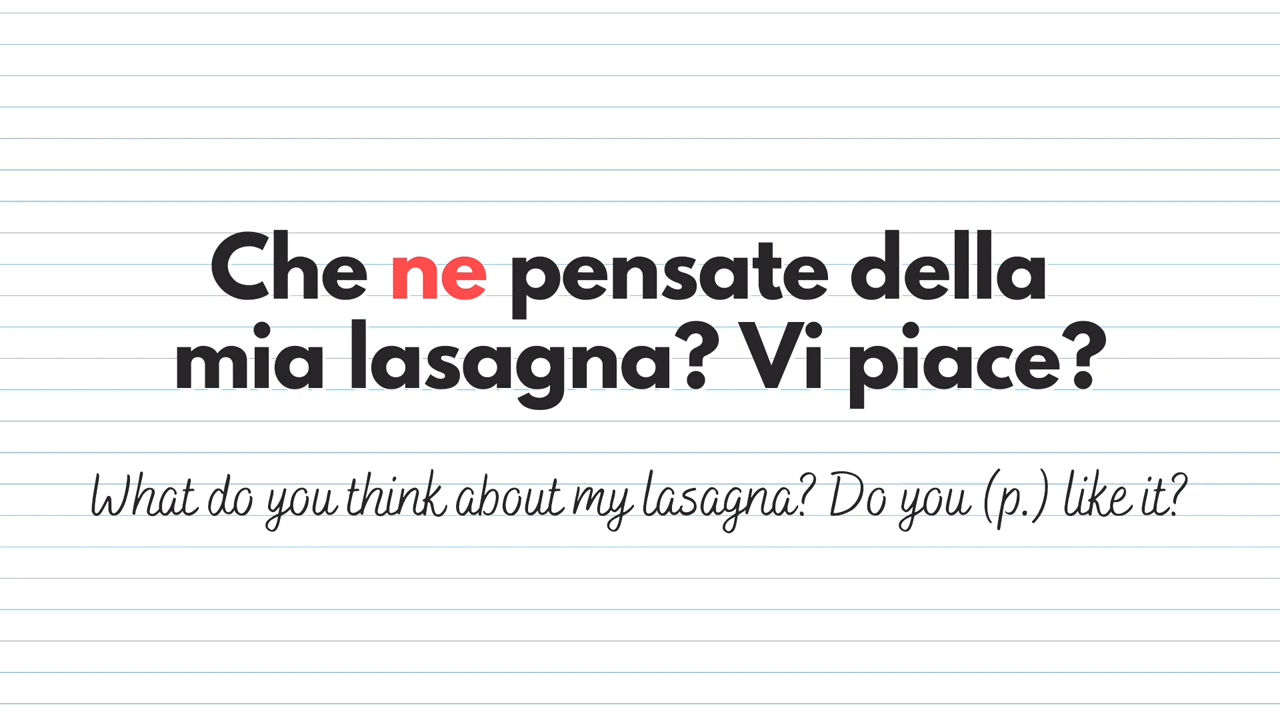 Che ne pensate della
mia lasagna? Vi piace?
What do you think about my lasagna? Do you (p.) like it?